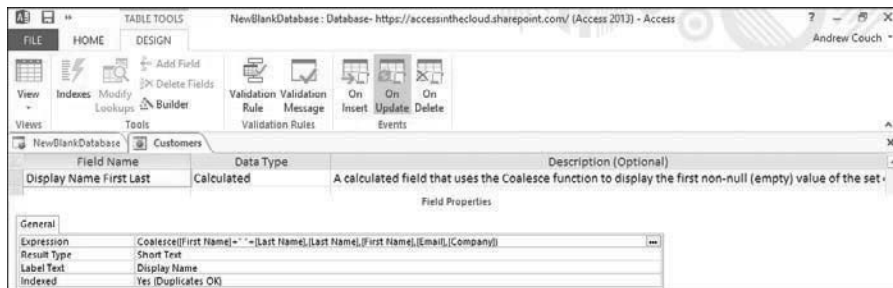 TABLE TOOLS
NewBlankDatabase : Database- https://accessinthecloud.sharepoint.com/ (Access 2013) - Access
?
FILE HOME DESIGN
Andrew Couch
View
Indexes
Modify Lookups
Add Field
Delete Fields
Builder
Validation Rule
Validation Message
On Insert
On Update
On Delete
Views Tools Validation Rules Events
NewBlankDatabase Customers
Field Name Data Type Description (Optional)
Display Name First Last Calculated A calculated field that uses the Coalesce function to display the first non-null (empty) value of the set
Field Properties
General
Expression Coalesce([First Name]+" "+[Last Name],[Last Name],[First Name],[Email],[Company])
Result Type Short Text
Label Text Display Name
Indexed Yes (Duplicates OK)